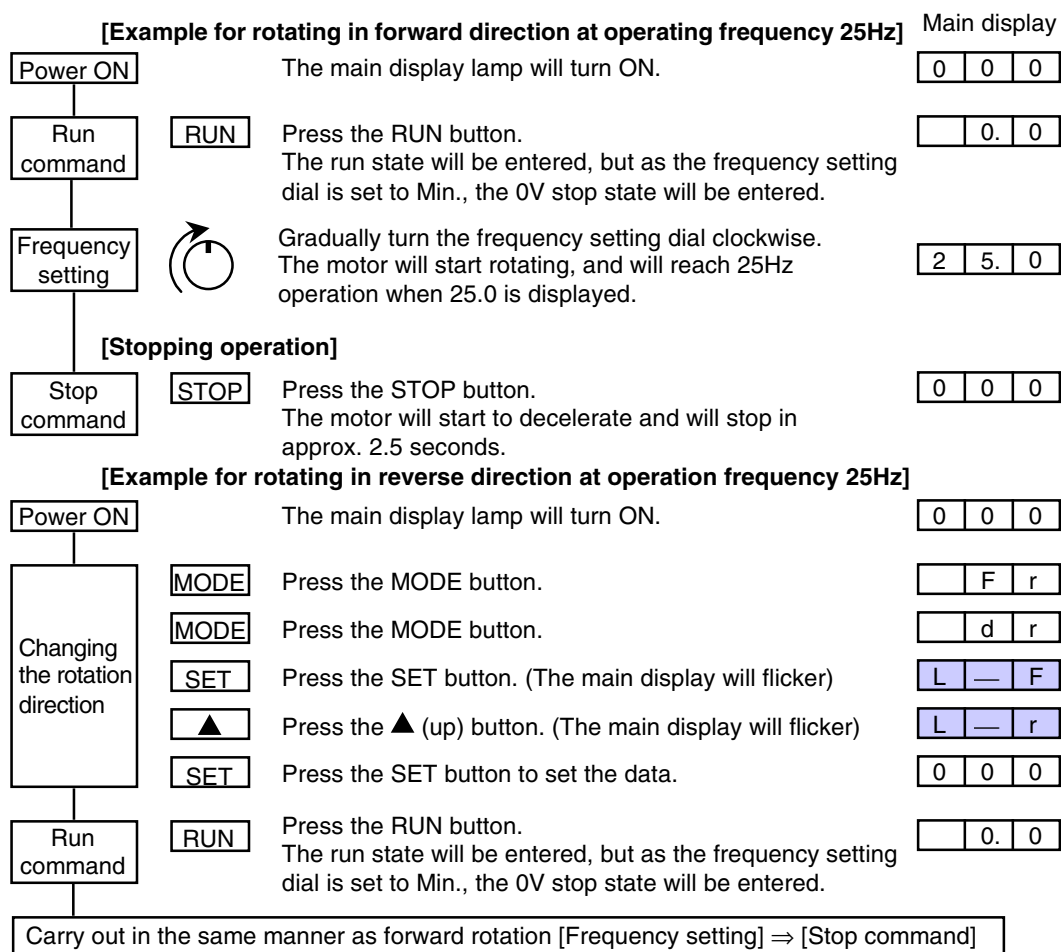 [Example for rotating in forward direction at operating frequency 25Hz] Main display
Power ON The main display lamp will turn ON. 0 0 0
Run command RUN Press the RUN button. 0. 0
The run state will be entered, but as the frequency setting
dial is set to Min., the 0V stop state will be entered.
Frequency setting Gradually turn the frequency setting dial clockwise.
The motor will start rotating, and will reach 25Hz 2 5. 0
operation when 25.0 is displayed.
[Stopping operation]
Stop command STOP Press the STOP button. 0 0 0
The motor will start to decelerate and will stop in
approx. 2.5 seconds.
[Example for rotating in reverse direction at operation frequency 25Hz]
Power ON The main display lamp will turn ON. 0 0 0
Changing
the rotation
direction
MODE Press the MODE button. F r
MODE Press the MODE button. d r
SET Press the SET button. (The main display will flicker) L — F
▲ Press the ▲ (up) button. (The main display will flicker) L — r
SET Press the SET button to set the data. 0 0 0
Run command RUN Press the RUN button. 0. 0
The run state will be entered, but as the frequency setting
dial is set to Min., the 0V stop state will be entered.
Carry out in the same manner as forward rotation [Frequency setting] ⇒ [Stop command]